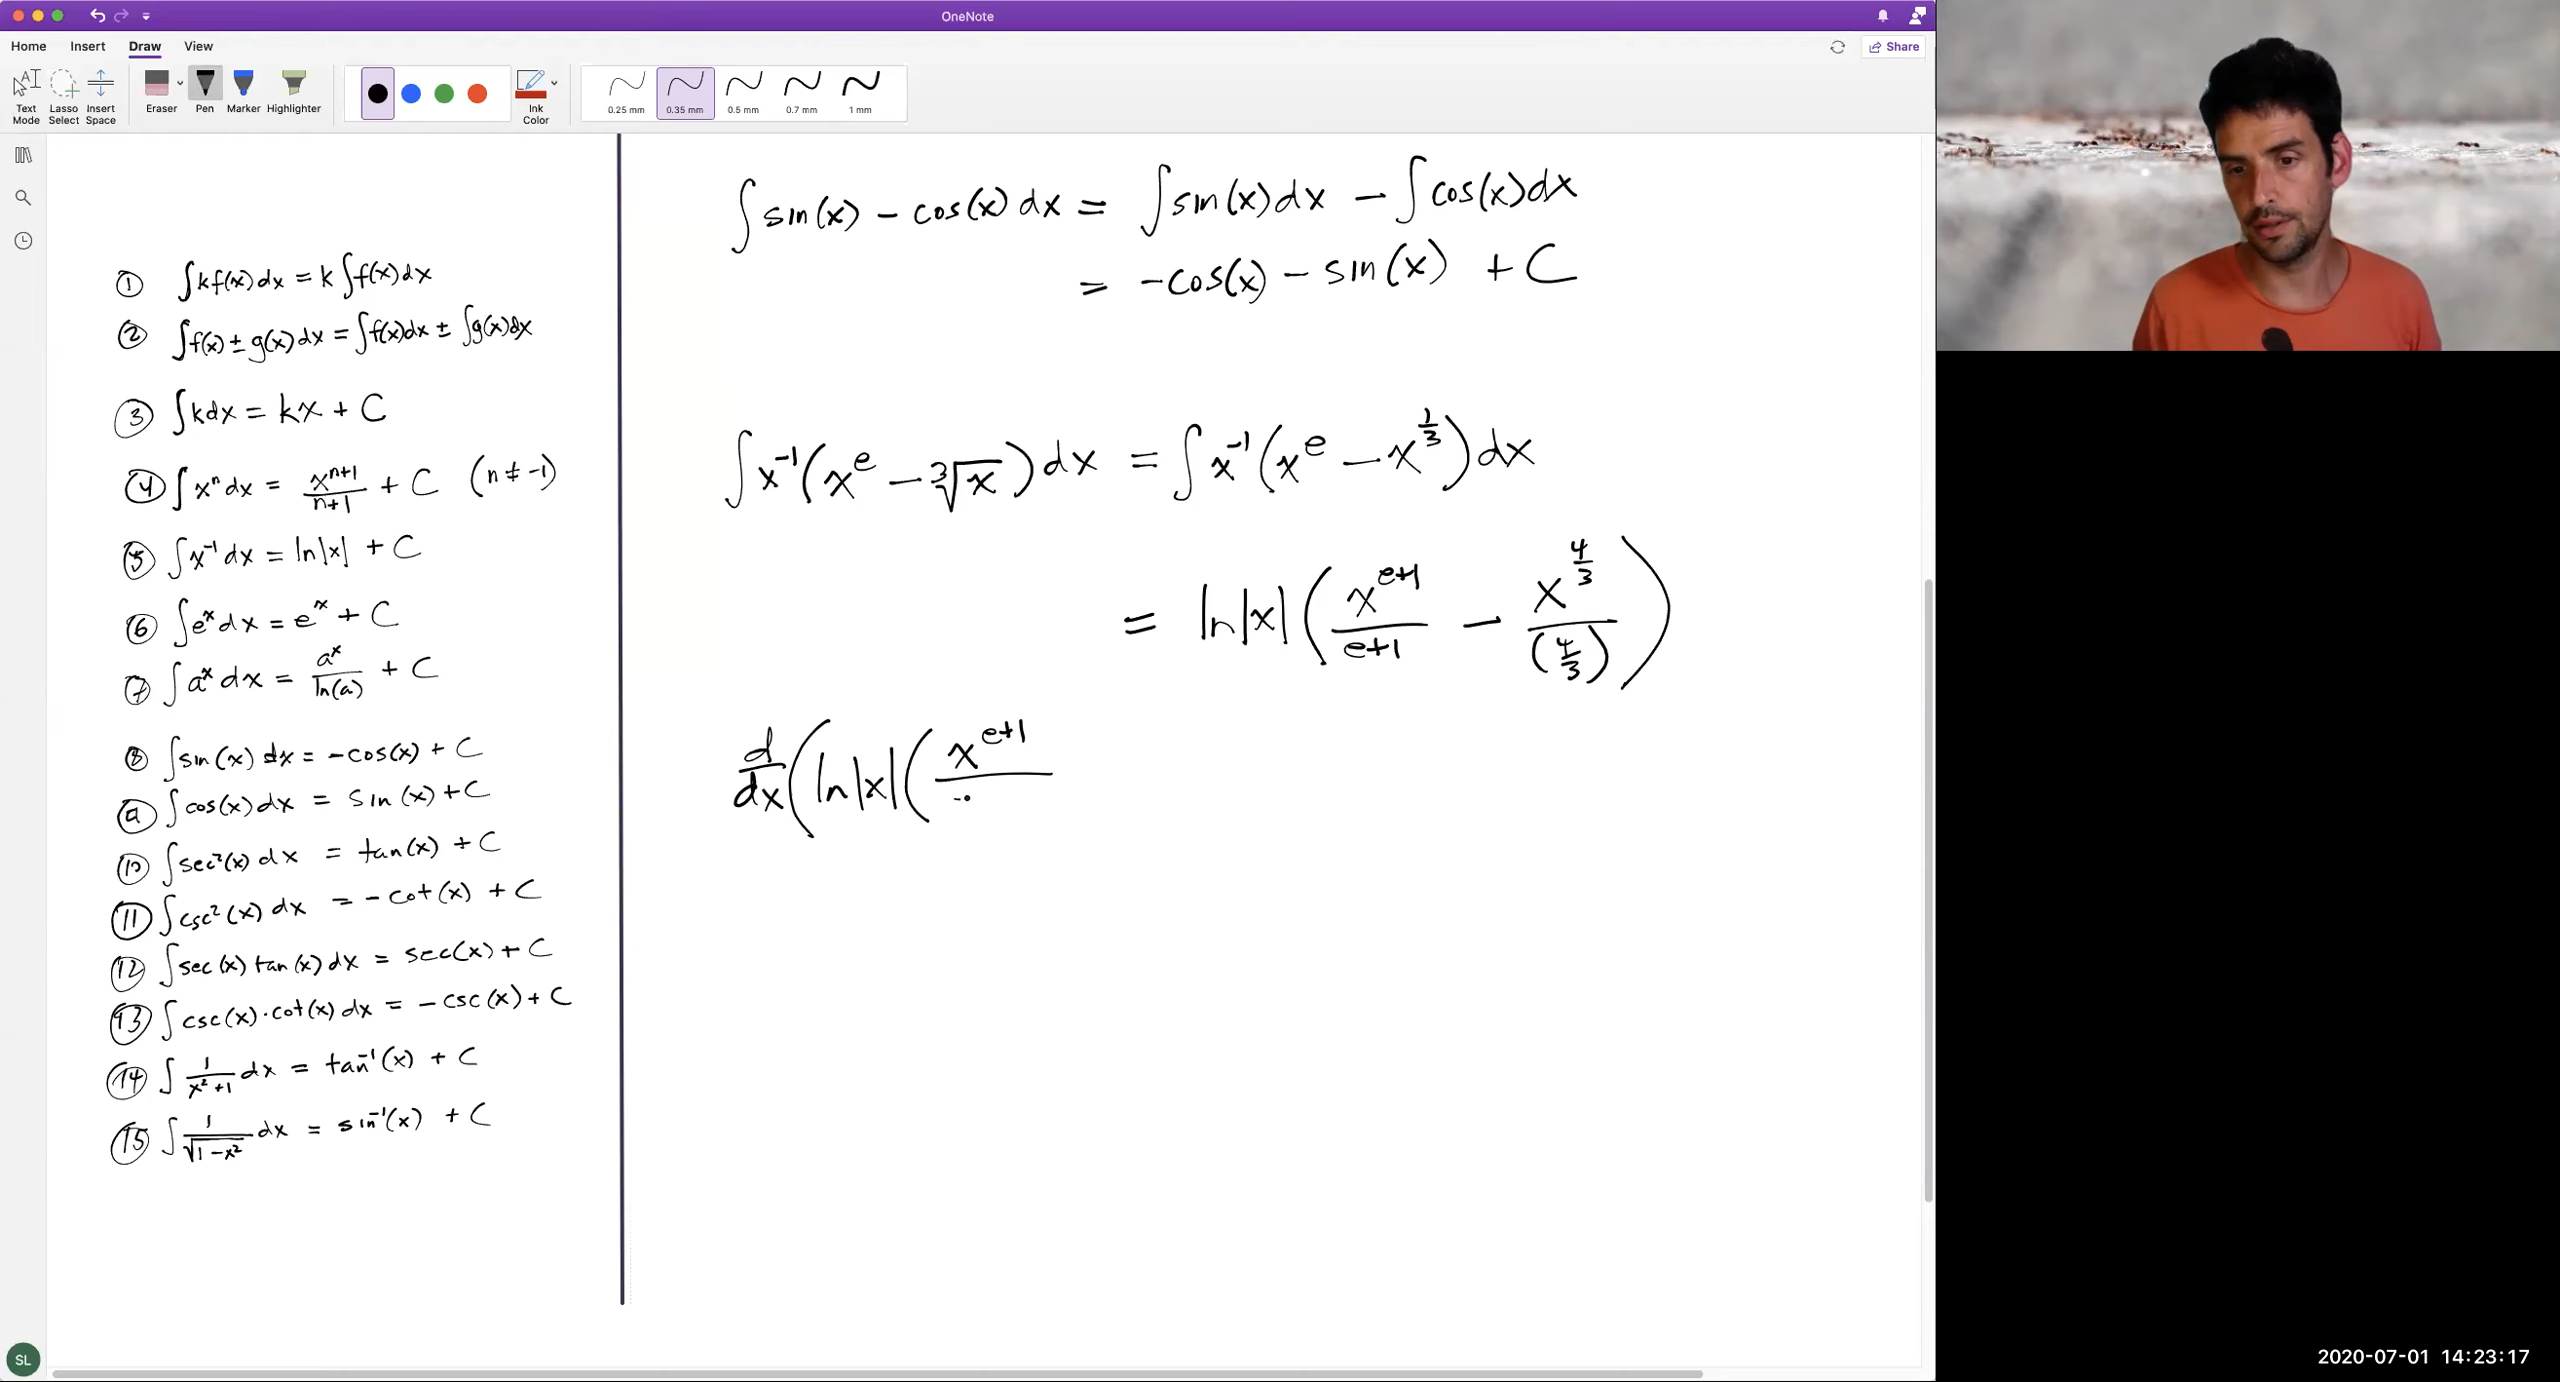 OneNote
Home Insert Draw View
Share
Text Mode
Lasso Select
Insert Space
Eraser
Pen
Marker
Highlighter
Ink Color
0.25 mm 0.35 mm 0.5 mm 0.7 mm 1 mm
① ∫kf(x)dx = k∫f(x)dx
② ∫f(x) ± g(x)dx = ∫f(x)dx ± ∫g(x)dx
③ ∫kdx = kx + C
④ ∫xⁿdx = xⁿ⁺¹/(n+1) + C (n ≠ -1)
⑤ ∫x⁻¹dx = ln|x| + C
⑥ ∫eˣdx = eˣ + C
⑦ ∫aˣdx = aˣ/ln(a) + C
⑧ ∫sin(x)dx = -cos(x) + C
⑨ ∫cos(x)dx = sin(x) + C
⑩ ∫sec²(x)dx = tan(x) + C
⑪ ∫csc²(x)dx = -cot(x) + C
⑫ ∫sec(x)tan(x)dx = sec(x) + C
⑬ ∫csc(x)·cot(x)dx = -csc(x) + C
⑭ ∫1/(x²+1) dx = tan⁻¹(x) + C
⑮ ∫1/√(1-x²) dx = sin⁻¹(x) + C
∫sin(x) - cos(x)dx = ∫sin(x)dx - ∫cos(x)dx
= -cos(x) - sin(x) + C
∫x⁻¹(x^e - ∛x)dx = ∫x⁻¹(x^e - x^(1/3))dx
= ln|x|(x^(e+1)/(e+1) - x^(4/3)/(4/3))
d/dx(ln|x|(x^(e+1)
SL
2020-07-01 14:23:17